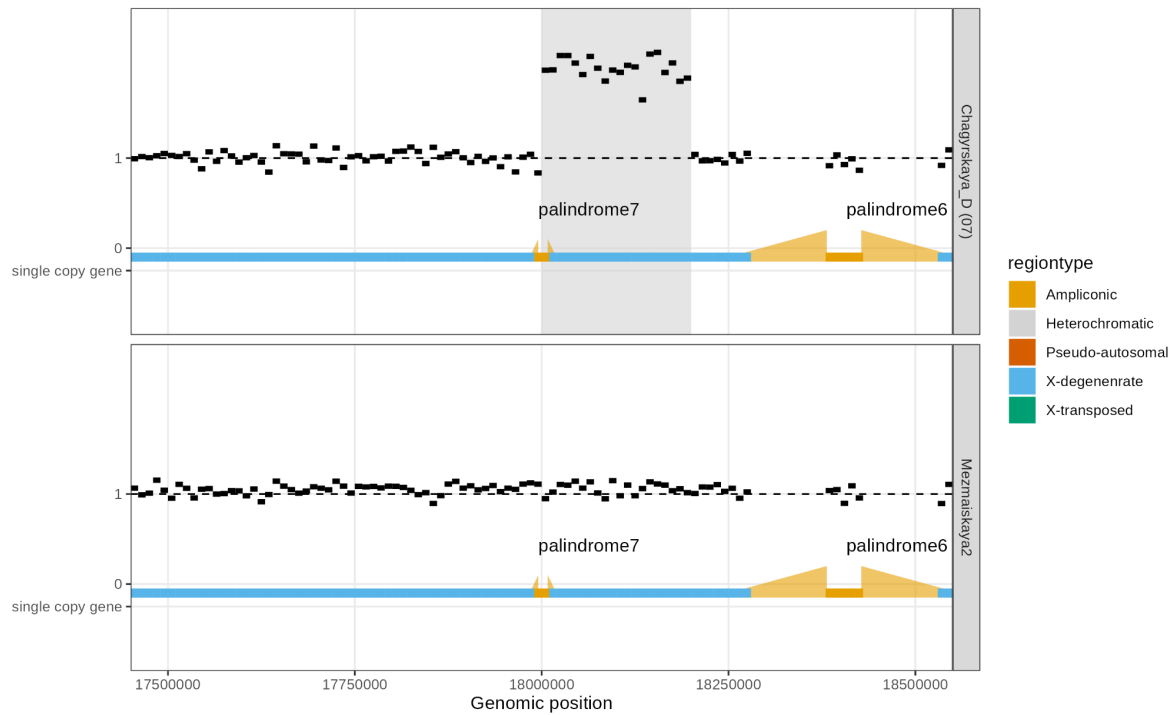 Chagyrskaya_D (07)
1
palindrome7
palindrome6
0
single copy gene
Mezmaiskaya2
1
palindrome7
palindrome6
0
single copy gene
17500000
17750000
18000000
18250000
18500000
Genomic position
regiontype
Ampliconic
Heterochromatic
Pseudo-autosomal
X-degenenrate
X-transposed